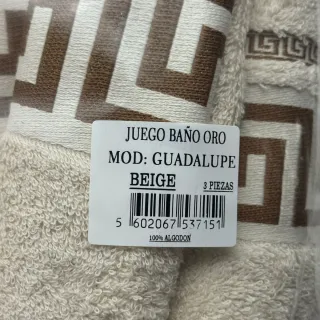 JUEGO BAÑO ORO
MOD: GUADALUPE
BEIGE 3 PIEZAS
5 602067 537151
100% ALGODON